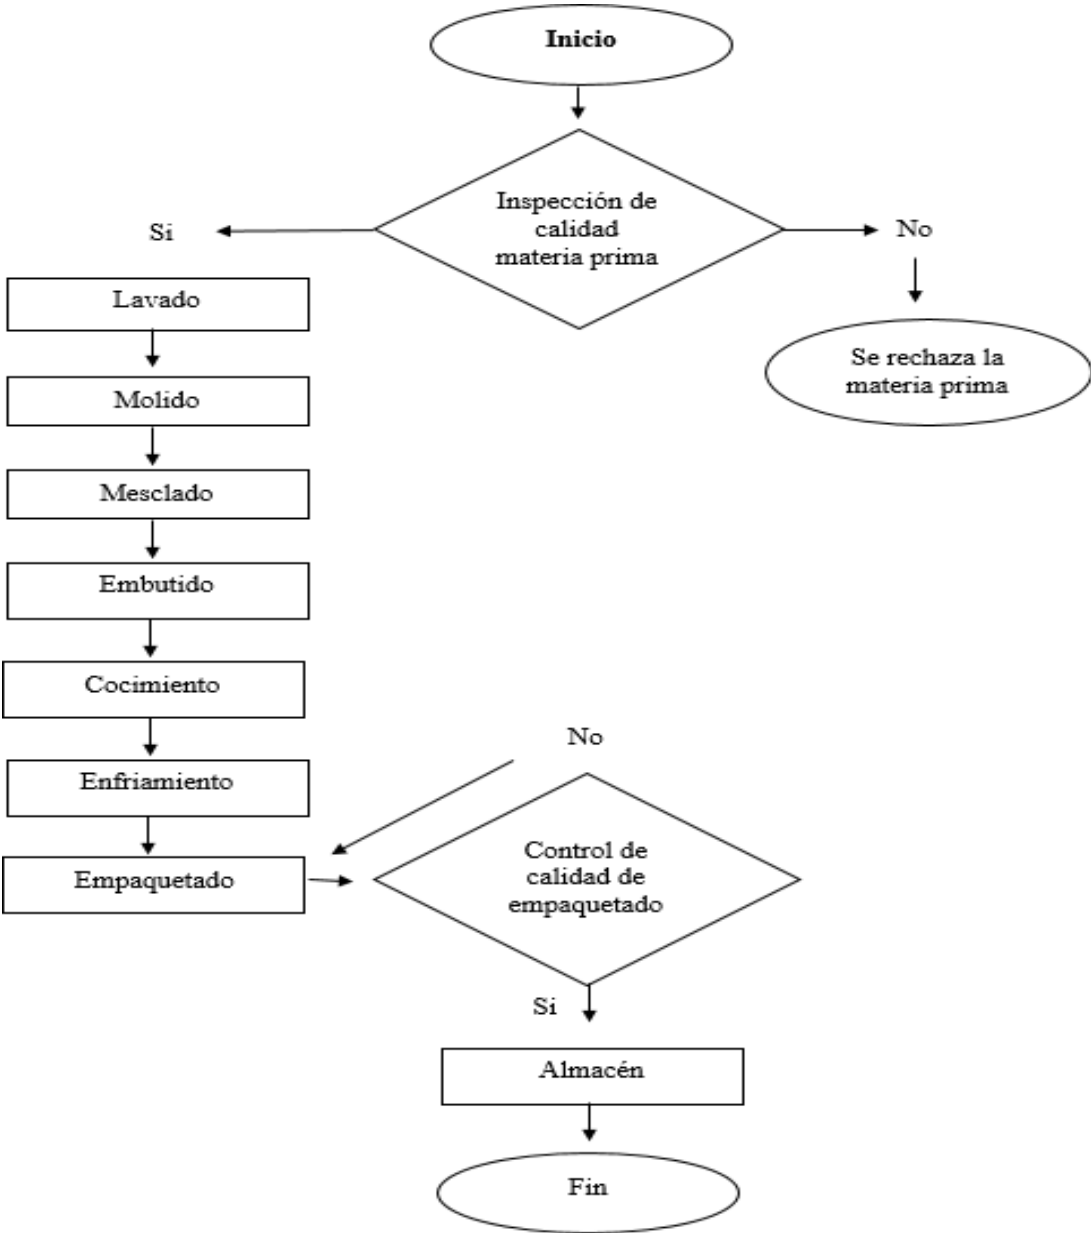 Inicio
Inspección de
calidad
materia prima
Si
No
Lavado
Se rechaza la
materia prima
Molido
Mesclado
Embutido
Cocimiento
Enfriamiento
Empaquetado
No
Control de
calidad de
empaquetado
Si
Almacén
Fin